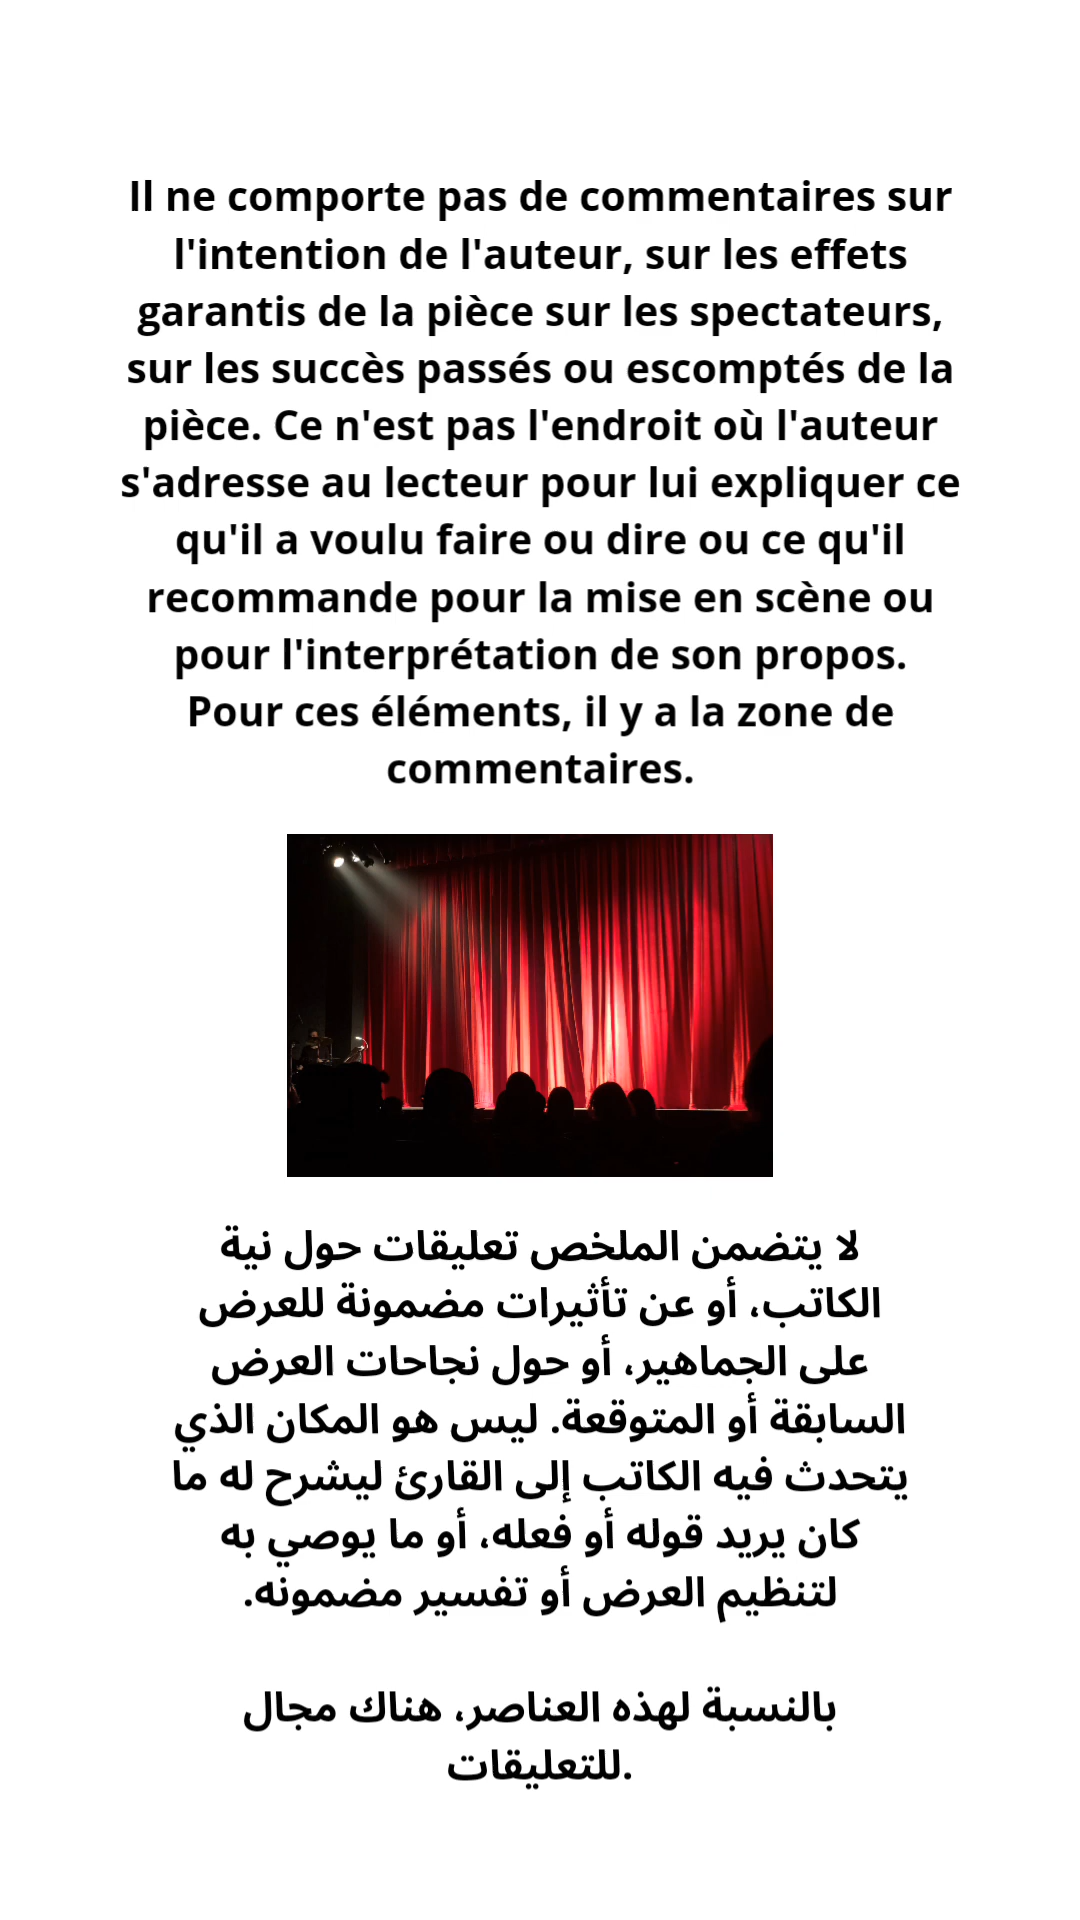 Il ne comporte pas de commentaires sur
l'intention de l'auteur, sur les effets
garantis de la pièce sur les spectateurs,
sur les succès passés ou escomptés de la
pièce. Ce n'est pas l'endroit où l'auteur
s'adresse au lecteur pour lui expliquer ce
qu'il a voulu faire ou dire ou ce qu'il
recommande pour la mise en scène ou
pour l'interprétation de son propos.
Pour ces éléments, il y a la zone de
commentaires.
لا يتضمن الملخص تعليقات حول نية
الكاتب، أو عن تأثيرات مضمونة للعرض
على الجماهير، أو حول نجاحات العرض
السابقة أو المتوقعة. ليس هو المكان الذي
يتحدث فيه الكاتب إلى القارئ ليشرح له ما
كان يريد قوله أو فعله، أو ما يوصي به
لتنظيم العرض أو تفسير مضمونه.
بالنسبة لهذه العناصر، هناك مجال
.للتعليقات